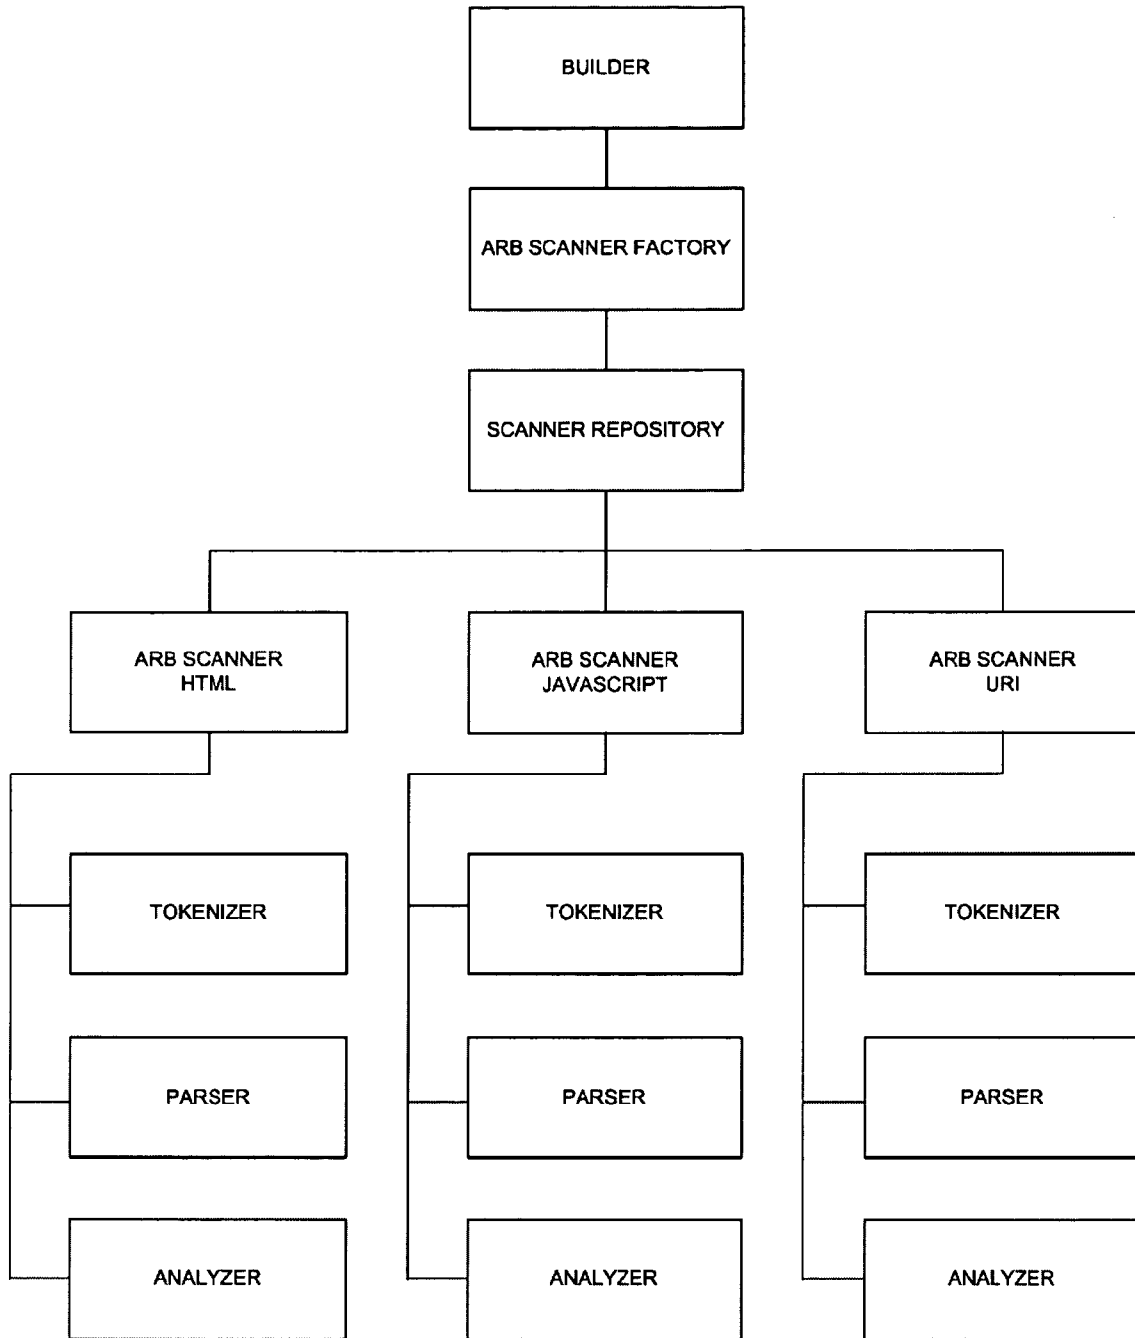 BUILDER
ARB SCANNER FACTORY
SCANNER REPOSITORY
ARB SCANNER
HTML
ARB SCANNER
JAVASCRIPT
ARB SCANNER
URI
TOKENIZER
TOKENIZER
TOKENIZER
PARSER
PARSER
PARSER
ANALYZER
ANALYZER
ANALYZER